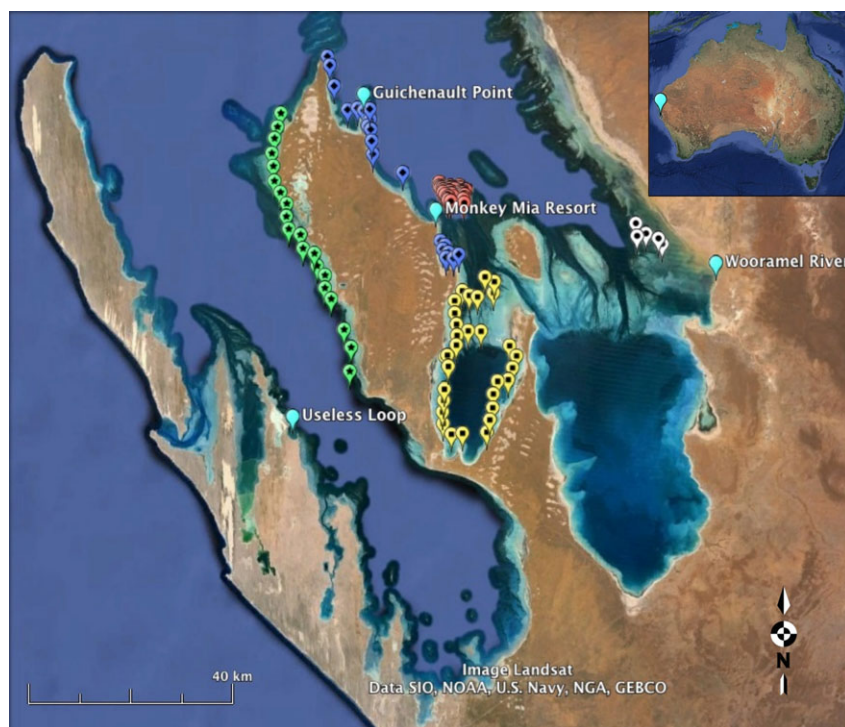 Guichenault Point
Monkey Mia Resort
Wooramel River
Useless Loop
40 km
N
Image Landsat
Data SIO, NOAA, U.S. Navy, NGA, GEBCO